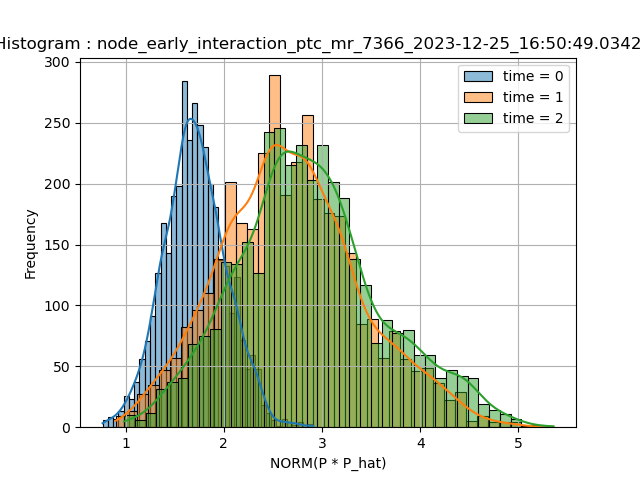 Histogram : node_early_interaction_ptc_mr_7366_2023-12-25_16:50:49.0342
300
250
200
150
100
50
0
Frequency
time = 0
time = 1
time = 2
1 2 3 4 5
NORM(P * P_hat)